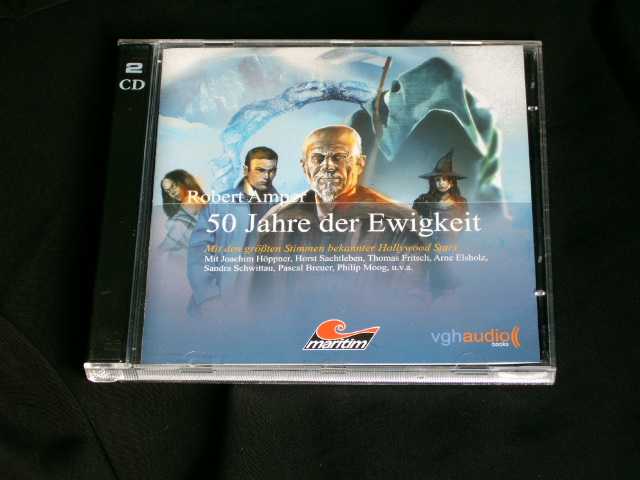 2
CD
Robert Amper
50 Jahre der Ewigkeit
Mit den größten Stimmen bekannter Hollywood Stars
Mit Joachim Höppner, Horst Sachtleben, Thomas Fritsch, Arne Elsholz,
Sandra Schwittau, Pascal Breuer, Philip Moog, u.v.a.
maritim
vghaudio
books